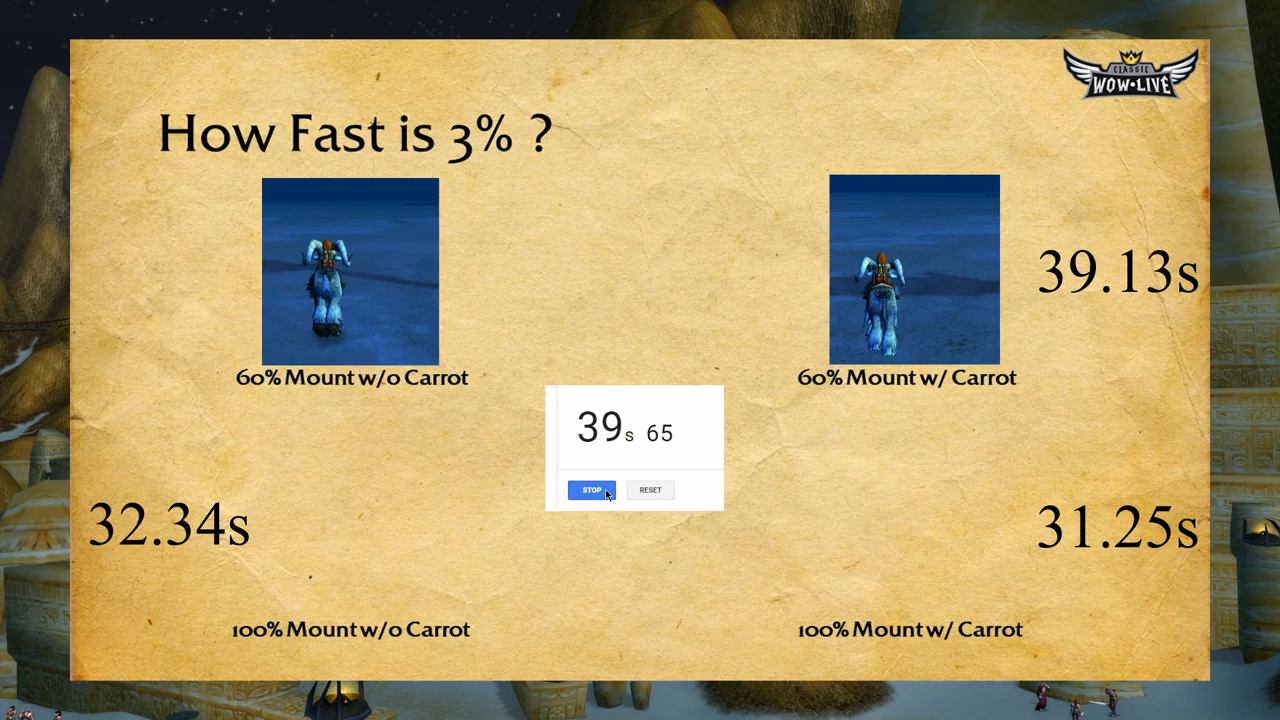 CLASSIC
WOW•LIVE
How Fast is 3% ?
39.13s
60% Mount w/o Carrot
60% Mount w/ Carrot
39s 65
STOP
RESET
32.34s
31.25s
100% Mount w/o Carrot
100% Mount w/ Carrot